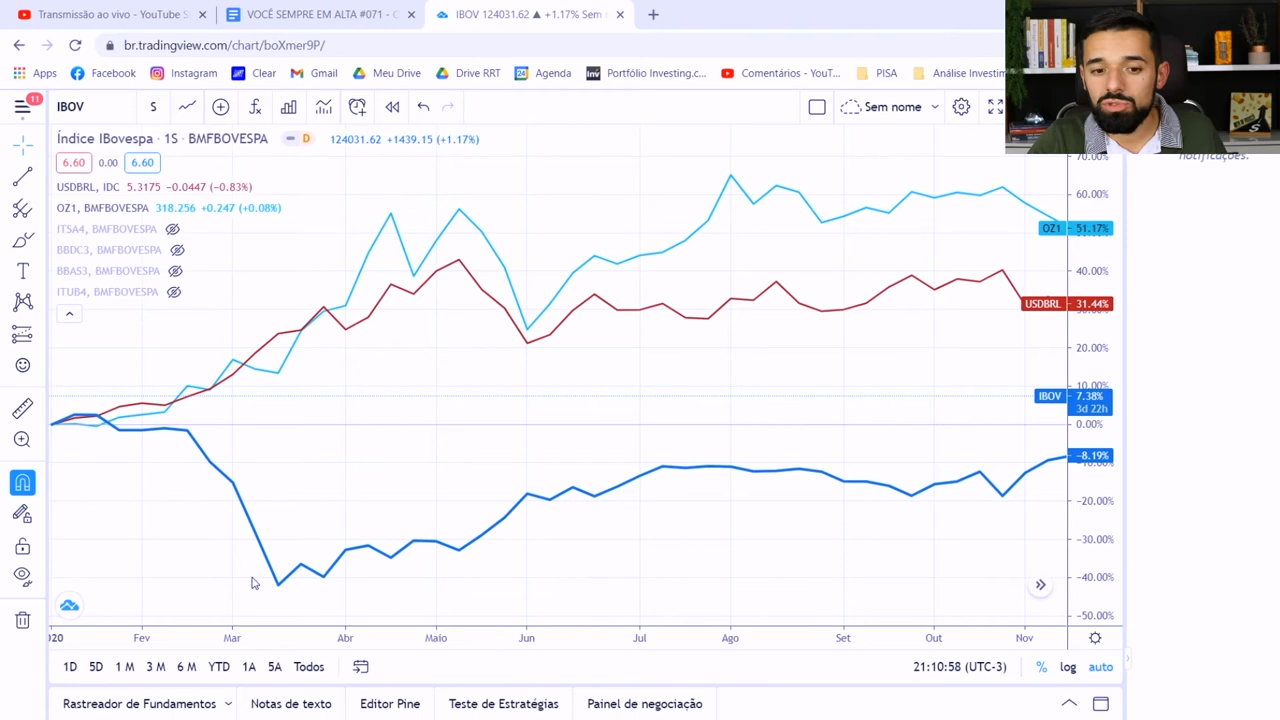 Transmissão ao vivo - YouTube S
VOCÊ SEMPRE EM ALTA #071 - C
IBOV 124031.62 ▲ +1.17% Sem n
br.tradingview.com/chart/boXmer9P/
Apps
Facebook
Instagram
Clear
Gmail
Meu Drive
Drive RRT
Agenda
Portfólio Investing.c...
Comentários - YouT...
PISA
Análise Investim
11
IBOV
S
Sem nome
Índice IBovespa · 1S · BMFBOVESPA
D
124031.62 +1439.15 (+1.17%)
6.60 0.00 6.60
USDBRL, IDC 5.3175 −0.0447 (−0.83%)
OZ1, BMFBOVESPA 318.256 +0.247 (+0.08%)
ITSA4, BMFBOVESPA
BBDC3, BMFBOVESPA
BBAS3, BMFBOVESPA
ITUB4, BMFBOVESPA
notificações.
70.00%
60.00%
OZ1 51.17%
40.00%
USDBRL 31.44%
20.00%
10.00%
IBOV 7.38%
3d 22h
0.00%
−8.19%
−20.00%
−30.00%
−40.00%
−50.00%
020 Fev Mar Abr Maio Jun Jul Ago Set Out Nov
1D 5D 1 M 3 M 6 M YTD 1A 5A Todos
21:10:58 (UTC-3)
% log auto
Rastreador de Fundamentos
Notas de texto
Editor Pine
Teste de Estratégias
Painel de negociação